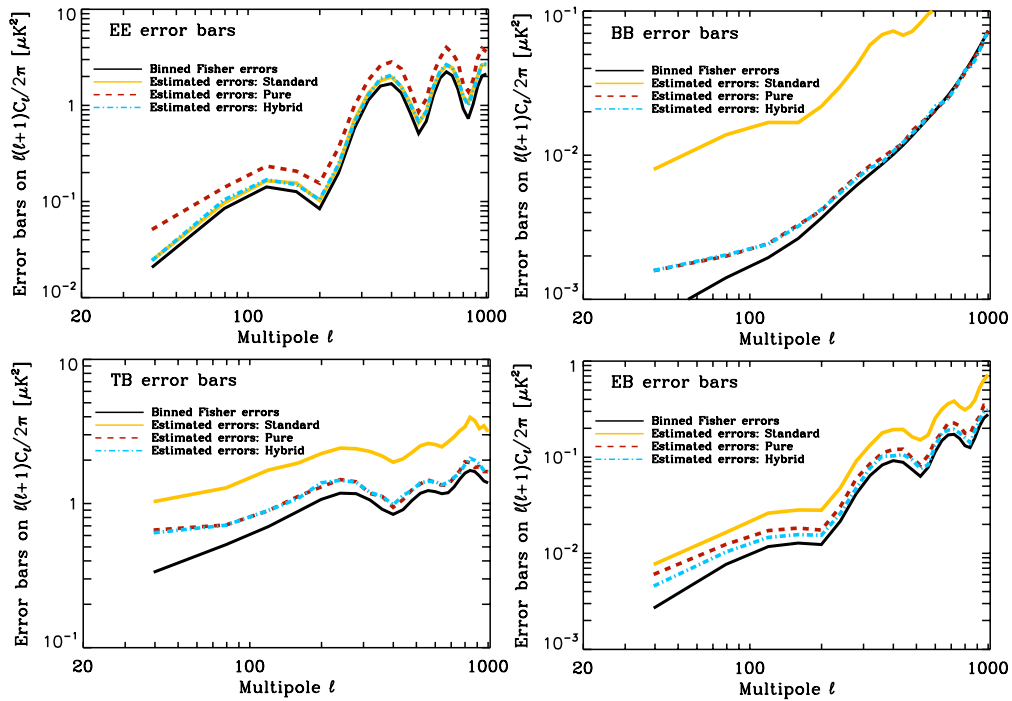 EE error bars
Binned Fisher errors
Estimated errors: Standard
Estimated errors: Pure
Estimated errors: Hybrid
Error bars on ℓ(ℓ+1)Cℓ/2π [μK²]
10
1
10⁻¹
10⁻²
20
100
1000
Multipole ℓ
BB error bars
Binned Fisher errors
Estimated errors: Standard
Estimated errors: Pure
Estimated errors: Hybrid
Error bars on ℓ(ℓ+1)Cℓ/2π [μK²]
10⁻¹
10⁻²
10⁻³
20
100
1000
Multipole ℓ
TB error bars
Binned Fisher errors
Estimated errors: Standard
Estimated errors: Pure
Estimated errors: Hybrid
Error bars on ℓ(ℓ+1)Cℓ/2π [μK²]
10
1
10⁻¹
20
100
1000
Multipole ℓ
EB error bars
Binned Fisher errors
Estimated errors: Standard
Estimated errors: Pure
Estimated errors: Hybrid
Error bars on ℓ(ℓ+1)Cℓ/2π [μK²]
1
10⁻¹
10⁻²
10⁻³
20
100
1000
Multipole ℓ